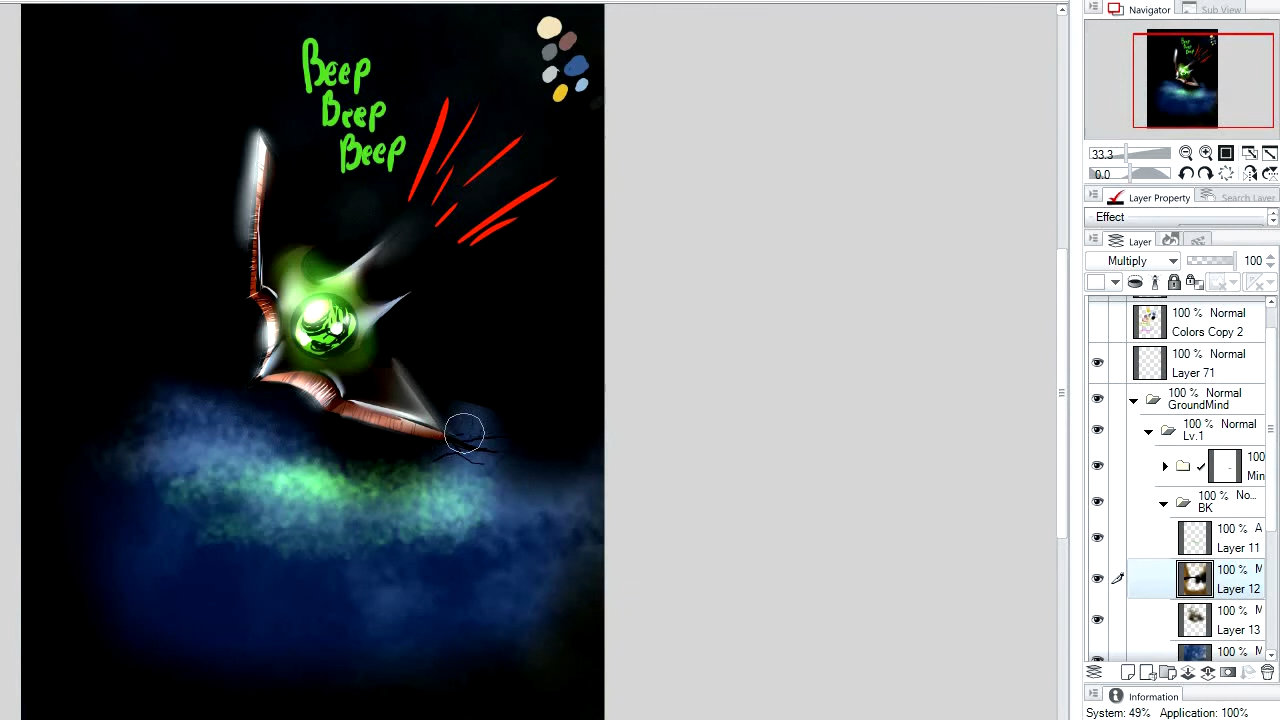 Beep
Beep
Beep
Navigator
Sub View
33.3
0.0
Layer Property
Search Layer
Effect
Layer
Multiply
100
100 % Normal
Colors Copy 2
100 % Normal
Layer 71
100 % Normal
GroundMind
100 % Normal
Lv.1
100
Min
100 % No...
BK
100 % A
Layer 11
100 % M
Layer 12
100 % M
Layer 13
100 % M
Information
System: 49% Application: 100%